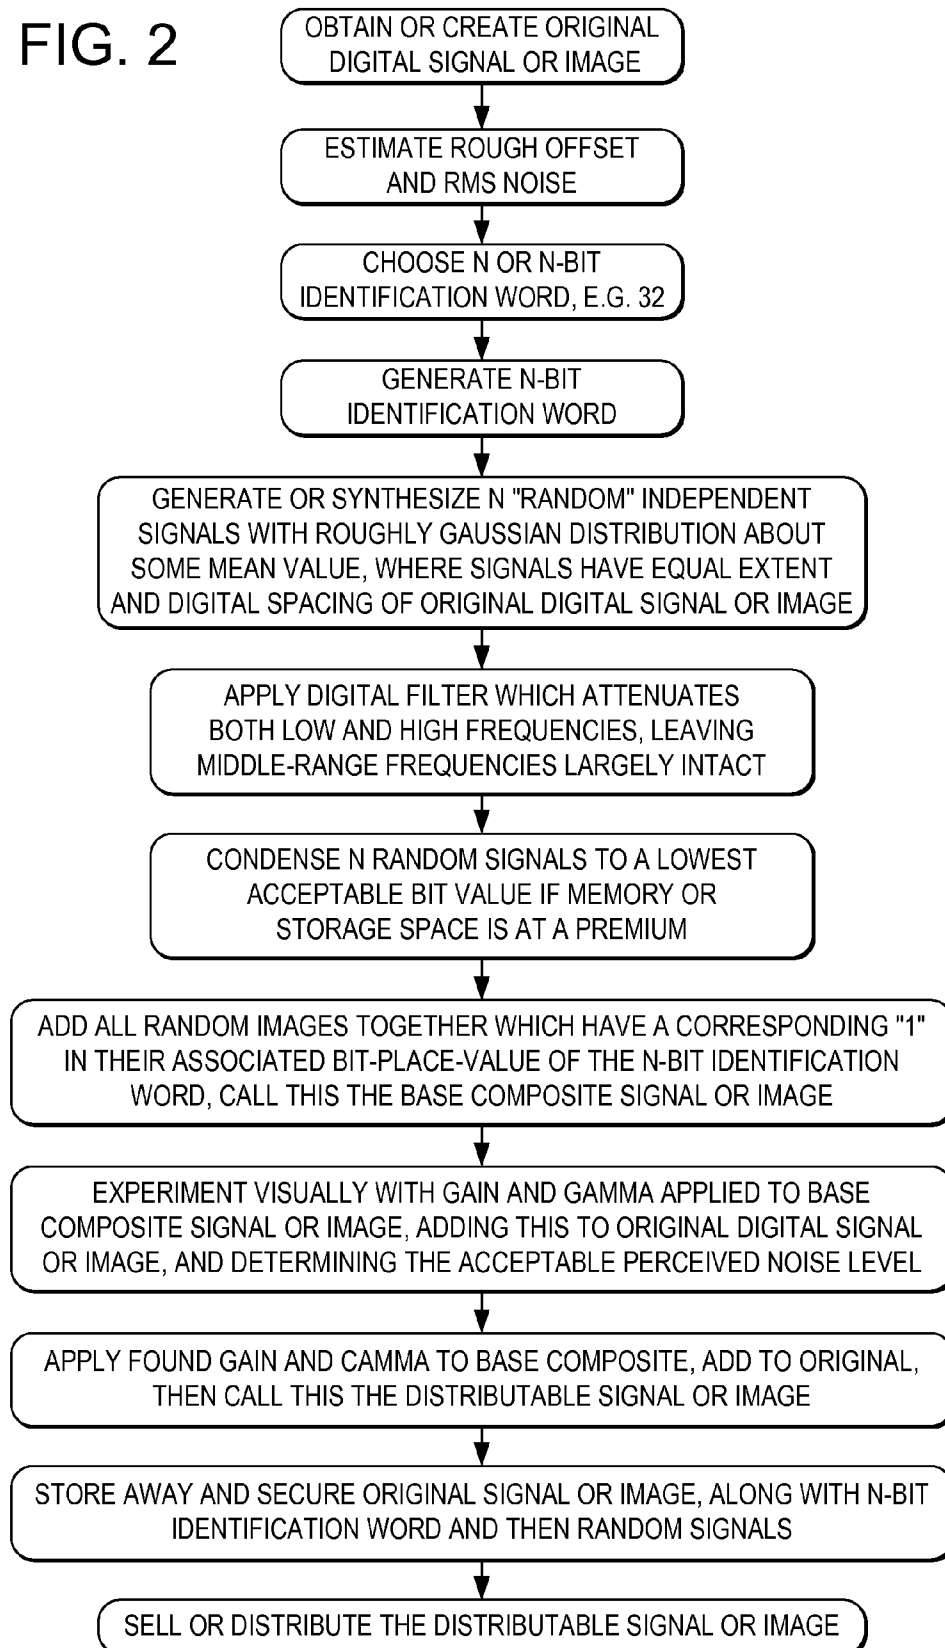 FIG. 2
OBTAIN OR CREATE ORIGINAL
DIGITAL SIGNAL OR IMAGE
ESTIMATE ROUGH OFFSET
AND RMS NOISE
CHOOSE N OR N-BIT
IDENTIFICATION WORD, E.G. 32
GENERATE N-BIT
IDENTIFICATION WORD
GENERATE OR SYNTHESIZE N "RANDOM" INDEPENDENT
SIGNALS WITH ROUGHLY GAUSSIAN DISTRIBUTION ABOUT
SOME MEAN VALUE, WHERE SIGNALS HAVE EQUAL EXTENT
AND DIGITAL SPACING OF ORIGINAL DIGITAL SIGNAL OR IMAGE
APPLY DIGITAL FILTER WHICH ATTENUATES
BOTH LOW AND HIGH FREQUENCIES, LEAVING
MIDDLE-RANGE FREQUENCIES LARGELY INTACT
CONDENSE N RANDOM SIGNALS TO A LOWEST
ACCEPTABLE BIT VALUE IF MEMORY OR
STORAGE SPACE IS AT A PREMIUM
ADD ALL RANDOM IMAGES TOGETHER WHICH HAVE A CORRESPONDING "1"
IN THEIR ASSOCIATED BIT-PLACE-VALUE OF THE N-BIT IDENTIFICATION
WORD, CALL THIS THE BASE COMPOSITE SIGNAL OR IMAGE
EXPERIMENT VISUALLY WITH GAIN AND GAMMA APPLIED TO BASE
COMPOSITE SIGNAL OR IMAGE, ADDING THIS TO ORIGINAL DIGITAL SIGNAL
OR IMAGE, AND DETERMINING THE ACCEPTABLE PERCEIVED NOISE LEVEL
APPLY FOUND GAIN AND CAMMA TO BASE COMPOSITE, ADD TO ORIGINAL,
THEN CALL THIS THE DISTRIBUTABLE SIGNAL OR IMAGE
STORE AWAY AND SECURE ORIGINAL SIGNAL OR IMAGE, ALONG WITH N-BIT
IDENTIFICATION WORD AND THEN RANDOM SIGNALS
SELL OR DISTRIBUTE THE DISTRIBUTABLE SIGNAL OR IMAGE